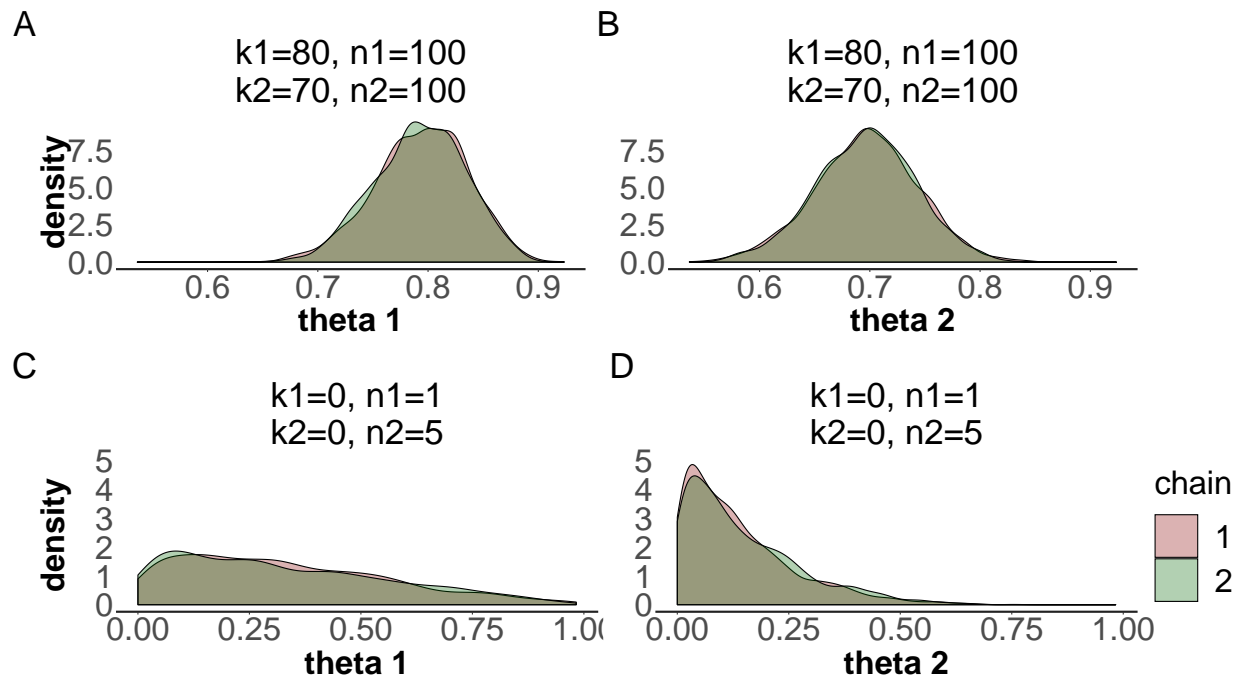 A
k1=80, n1=100
k2=70, n2=100
density
7.5
5.0
2.5
0.0
0.6 0.7 0.8 0.9
theta 1
B
k1=80, n1=100
k2=70, n2=100
7.5
5.0
2.5
0.0
0.6 0.7 0.8 0.9
theta 2
C
k1=0, n1=1
k2=0, n2=5
density
5
4
3
2
1
0
0.00 0.25 0.50 0.75 1.00
theta 1
D
k1=0, n1=1
k2=0, n2=5
5
4
3
2
1
0
0.00 0.25 0.50 0.75 1.00
theta 2
chain
1
2